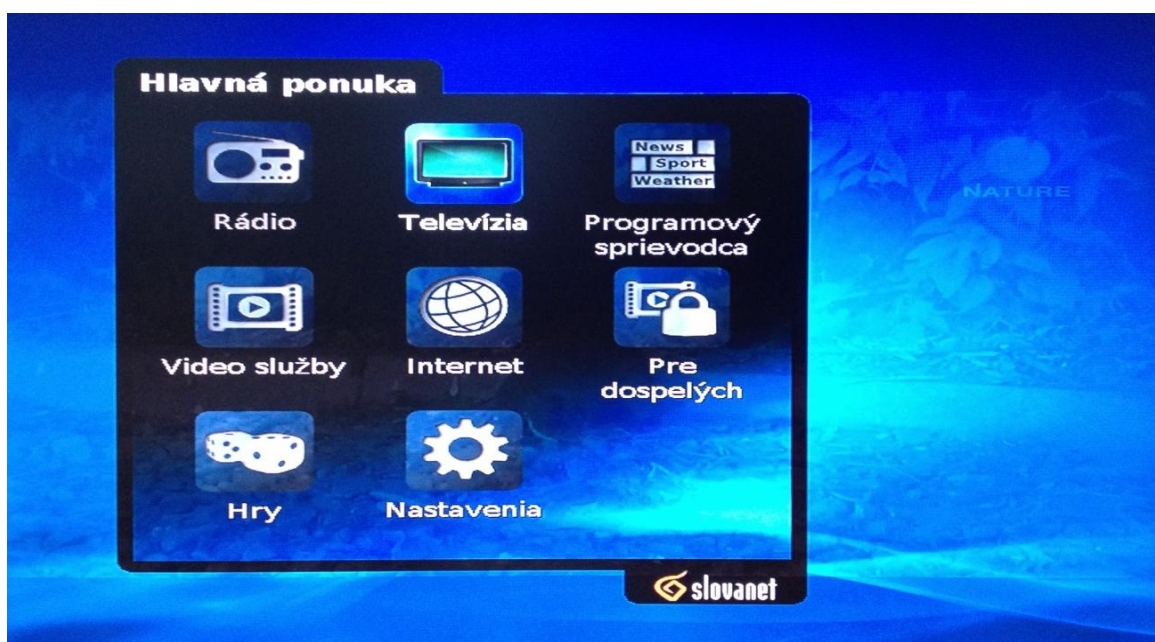 Hlavná ponuka
News
Sport
Weather
Rádio
Televízia
Programový
sprievodca
NATURE
Video služby
Internet
Pre
dospelých
Hry
Nastavenia
slovanet